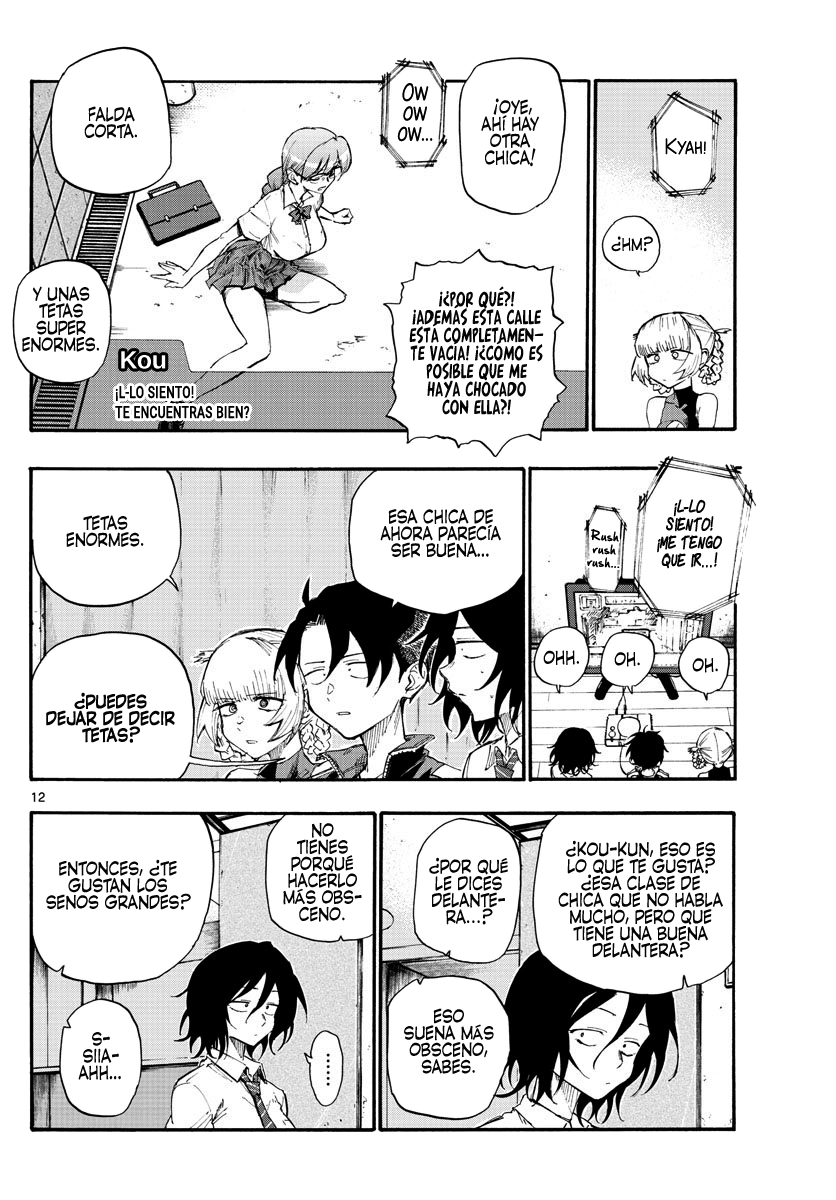 KYAH!
¿HM?
¡OYE,
AHÍ HAY
OTRA
CHICA!
OW
OW
OW...
FALDA
CORTA.
¡¿POR QUÉ?!
¡ADEMAS ESTA CALLE
ESTA COMPLETAMEN-
TE VACIA! ¡¿COMO ES
POSIBLE QUE ME
HAYA CHOCADO
CON ELLA?!
Y UNAS
TETAS
SUPER
ENORMES.
Kou
¡L-LO SIENTO!
TE ENCUENTRAS BIEN?
¡L-LO
SIENTO!
¡ME TENGO
QUE IR...!
Rush
rush
rush...
OH.
OH.
OHH.
ESA CHICA DE
AHORA PARECÍA
SER BUENA...
TETAS
ENORMES.
¿PUEDES
DEJAR DE DECIR
TETAS?
12
¿KOU-KUN, ESO ES
LO QUE TE GUSTA?
¿ESA CLASE DE
CHICA QUE NO HABLA
MUCHO, PERO QUE
TIENE UNA BUENA
DELANTERA?
¿POR QUÉ
LE DICES
DELANTE-
RA...?
ESO
SUENA MÁS
OBSCENO,
SABES.
NO
TIENES
PORQUÉ
HACERLO
MÁS OBS-
CENO.
ENTONCES, ¿TE
GUSTAN LOS
SENOS GRANDES?
......
S-
SIIA-
AHH...